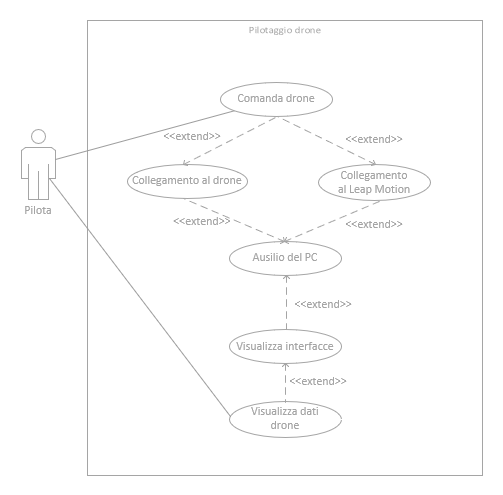 Pilotaggio drone
Comanda drone
<<extend>>
<<extend>>
Collegamento al drone
Collegamento
al Leap Motion
Pilota
<<extend>>
<<extend>>
Ausilio del PC
<<extend>>
Visualizza interfacce
<<extend>>
Visualizza dati
drone